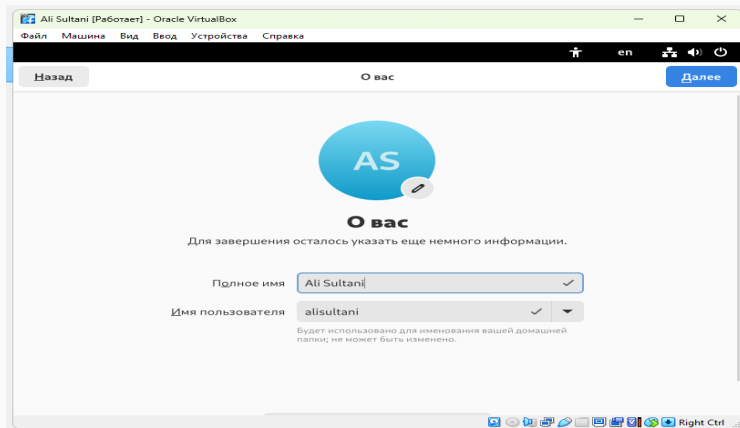 Ali Sultani [Работает] - Oracle VirtualBox
Файл Машина Вид Ввод Устройства Справка
en
Назад О вас Далее
AS
О вас
Для завершения осталось указать еще немного информации.
Полное имя Ali Sultani
Имя пользователя alisultani
Будет использовано для именования вашей домашней
папки; не может быть изменено.
Right Ctrl